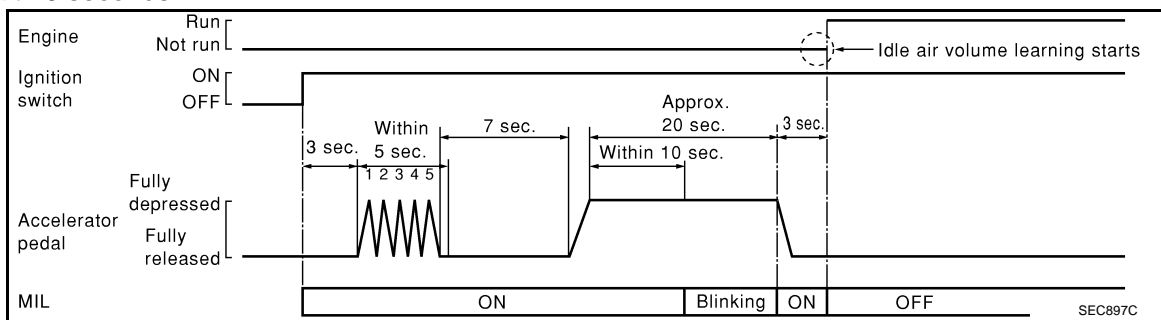 Engine
Run
Not run
Idle air volume learning starts
Ignition
switch
ON
OFF
3 sec.
Within
5 sec.
1 2 3 4 5
7 sec.
Approx.
20 sec.
Within 10 sec.
3 sec.
Accelerator
pedal
Fully
depressed
Fully
released
MIL
ON
Blinking
ON
OFF
SEC897C